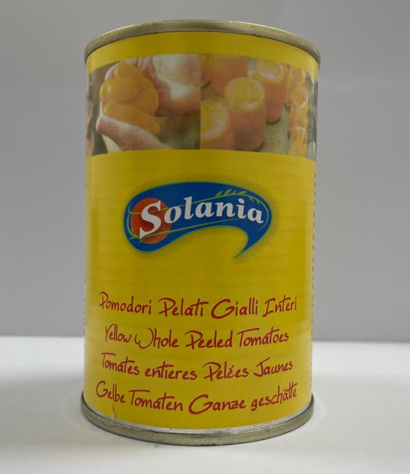 Solania
Pomodori Pelati Gialli Interi
Yellow Whole Peeled Tomatoes
Tomates entieres Pelées Jaunes
Gelbe Tomaten Ganze geschälte